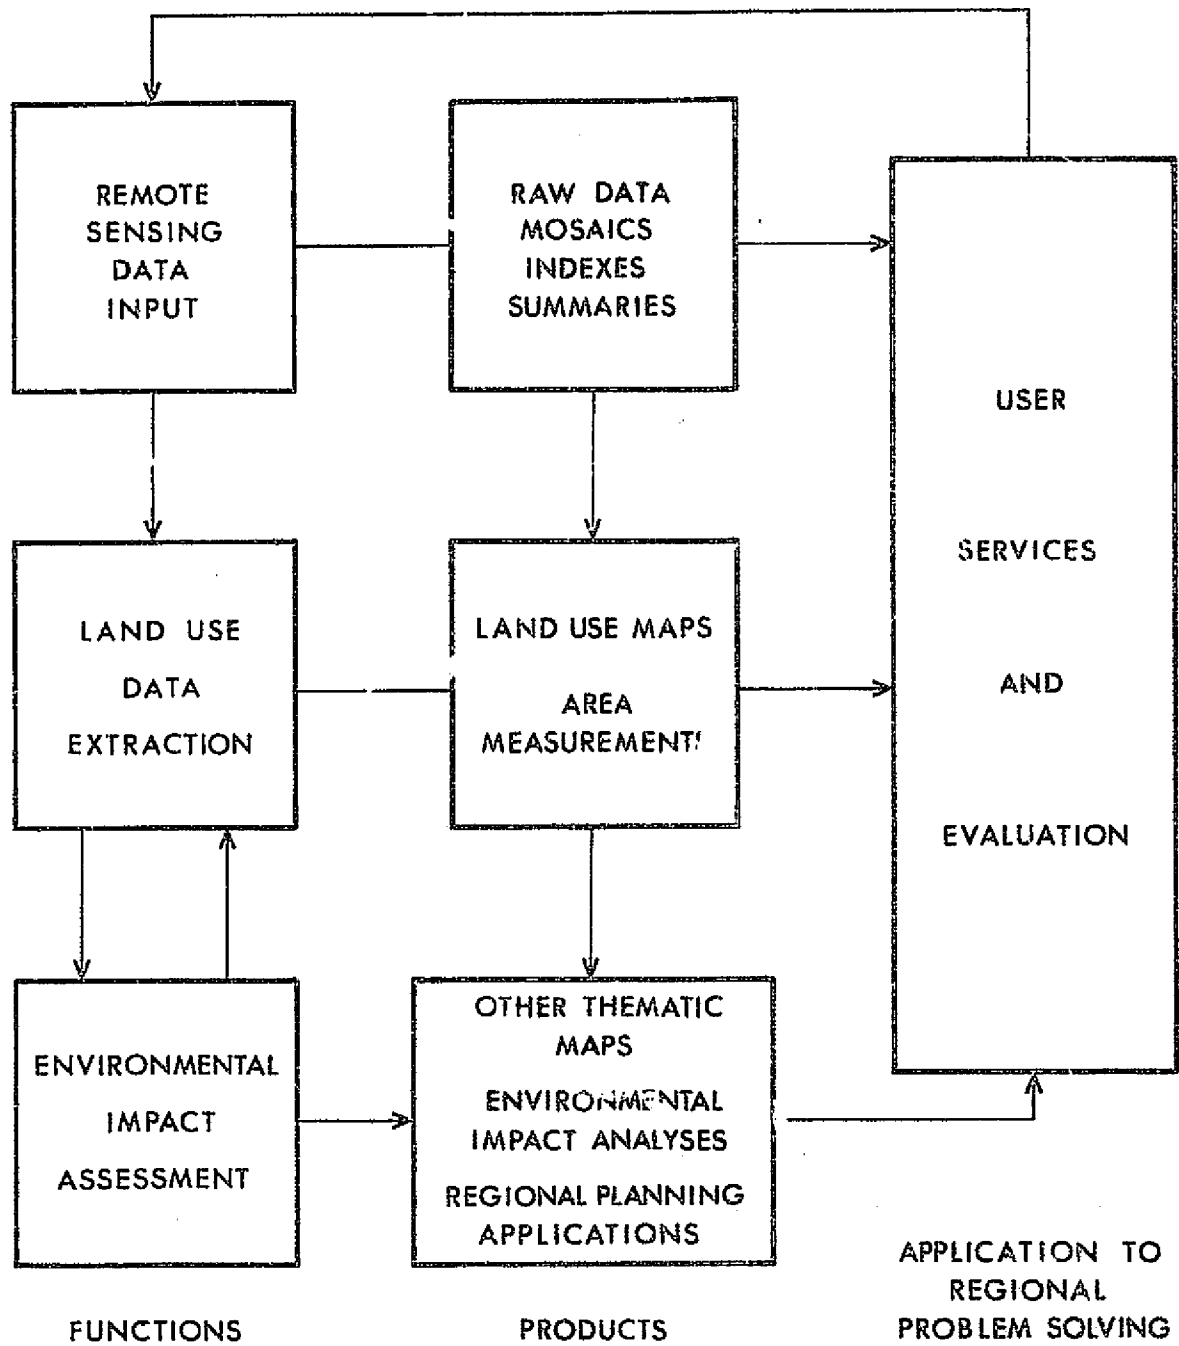 REMOTE
SENSING
DATA
INPUT
RAW DATA
MOSAICS
INDEXES
SUMMARIES
USER
SERVICES
AND
EVALUATION
LAND USE
DATA
EXTRACTION
LAND USE MAPS
AREA
MEASUREMENTS
ENVIRONMENTAL
IMPACT
ASSESSMENT
OTHER THEMATIC
MAPS
ENVIRONMENTAL
IMPACT ANALYSES
REGIONAL PLANNING
APPLICATIONS
FUNCTIONS
PRODUCTS
APPLICATION TO
REGIONAL
PROBLEM SOLVING